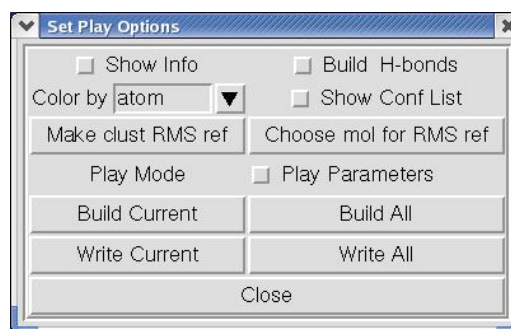 Set Play Options
Show Info Build H-bonds
Color by atom Show Conf List
Make clust RMS ref Choose mol for RMS ref
Play Mode Play Parameters
Build Current Build All
Write Current Write All
Close